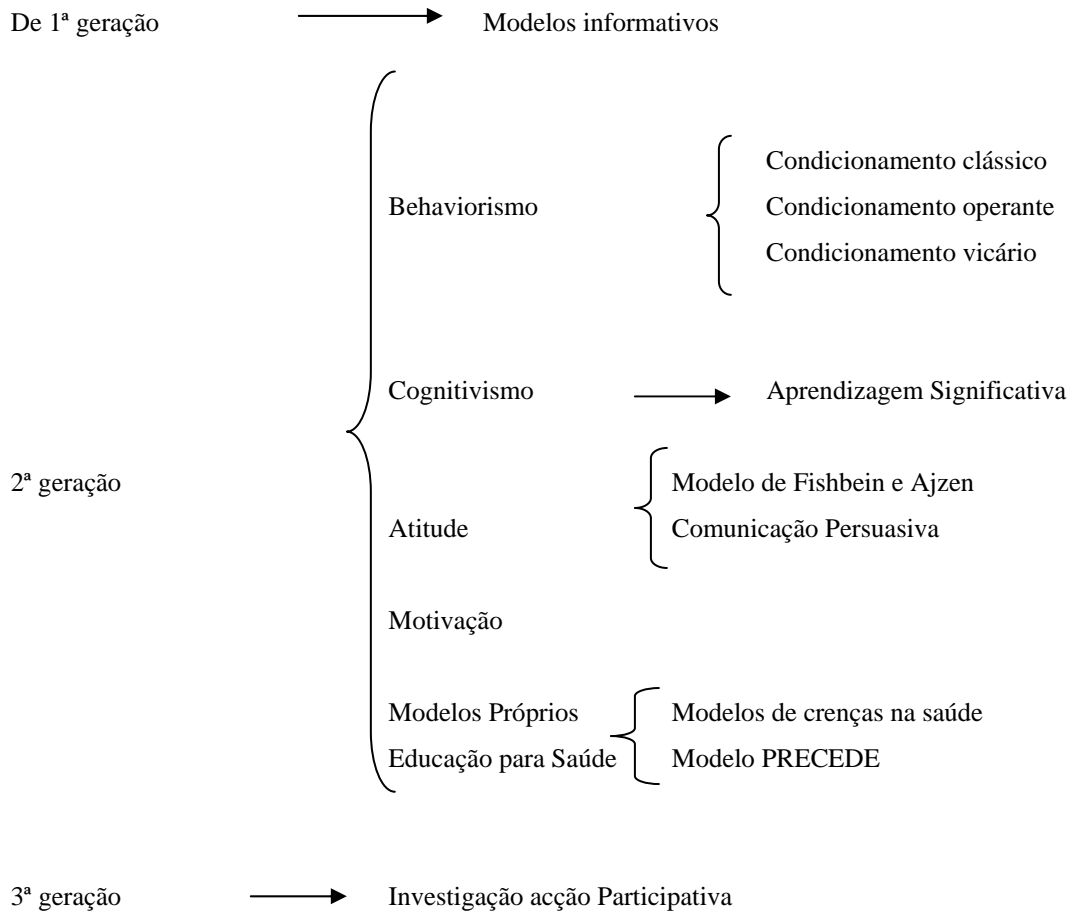 De 1ª geração Modelos informativos
Condicionamento clássico
Behaviorismo Condicionamento operante
Condicionamento vicário
Cognitivismo Aprendizagem Significativa
2ª geração Modelo de Fishbein e Ajzen
Atitude Comunicação Persuasiva
Motivação
Modelos Próprios Modelos de crenças na saúde
Educação para Saúde Modelo PRECEDE
3ª geração Investigação acção Participativa